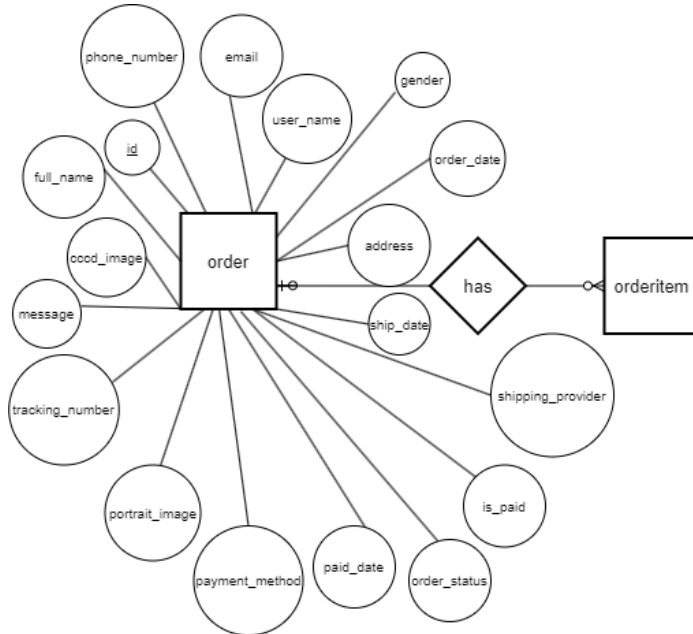 phone_number
email
gender
user_name
id
order_date
full_name
address
cccd_image
order
has
orderitem
message
ship_date
shipping_provider
tracking_number
is_paid
portrait_image
paid_date
payment_method
order_status